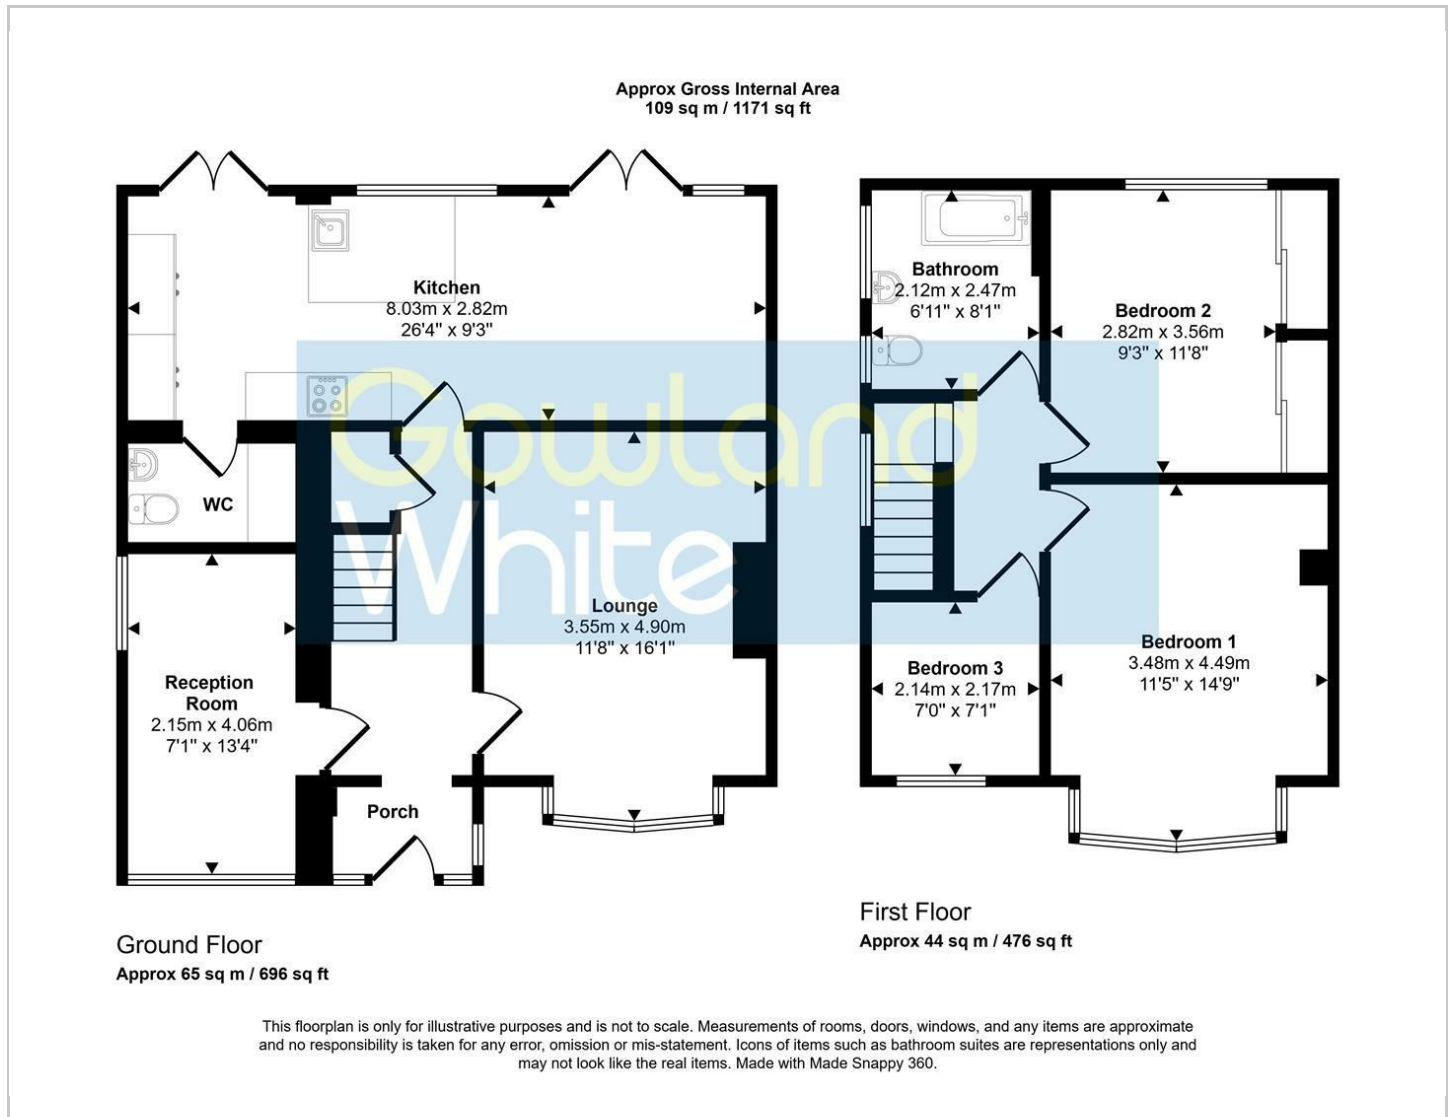 Approx Gross Internal Area
109 sq m / 1171 sq ft
Kitchen
8.03m x 2.82m
26'4" x 9'3"
WC
Reception
Room
2.15m x 4.06m
7'1" x 13'4"
Lounge
3.55m x 4.90m
11'8" x 16'1"
Porch
Ground Floor
Approx 65 sq m / 696 sq ft
Bathroom
2.12m x 2.47m
6'11" x 8'1"
Bedroom 2
2.82m x 3.56m
9'3" x 11'8"
Bedroom 3
2.14m x 2.17m
7'0" x 7'1"
Bedroom 1
3.48m x 4.49m
11'5" x 14'9"
First Floor
Approx 44 sq m / 476 sq ft
Gowland
White
This floorplan is only for illustrative purposes and is not to scale. Measurements of rooms, doors, windows, and any items are approximate
and no responsibility is taken for any error, omission or mis-statement. Icons of items such as bathroom suites are representations only and
may not look like the real items. Made with Made Snappy 360.